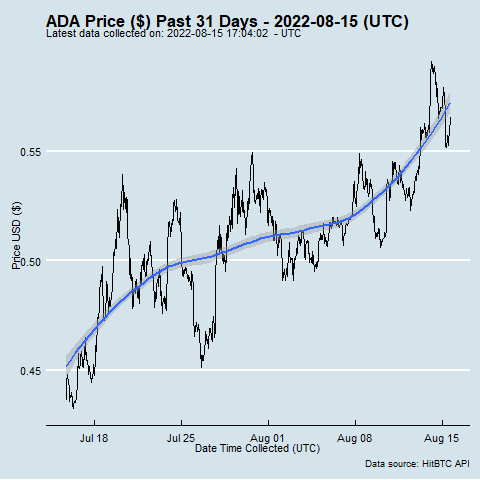 ADA Price ($) Past 31 Days - 2022-08-15 (UTC)
Latest data collected on: 2022-08-15 17:04:02 - UTC
Price USD ($)
0.55
0.50
0.45
Jul 18 Jul 25 Aug 01 Aug 08 Aug 15
Date Time Collected (UTC)
Data source: HitBTC API